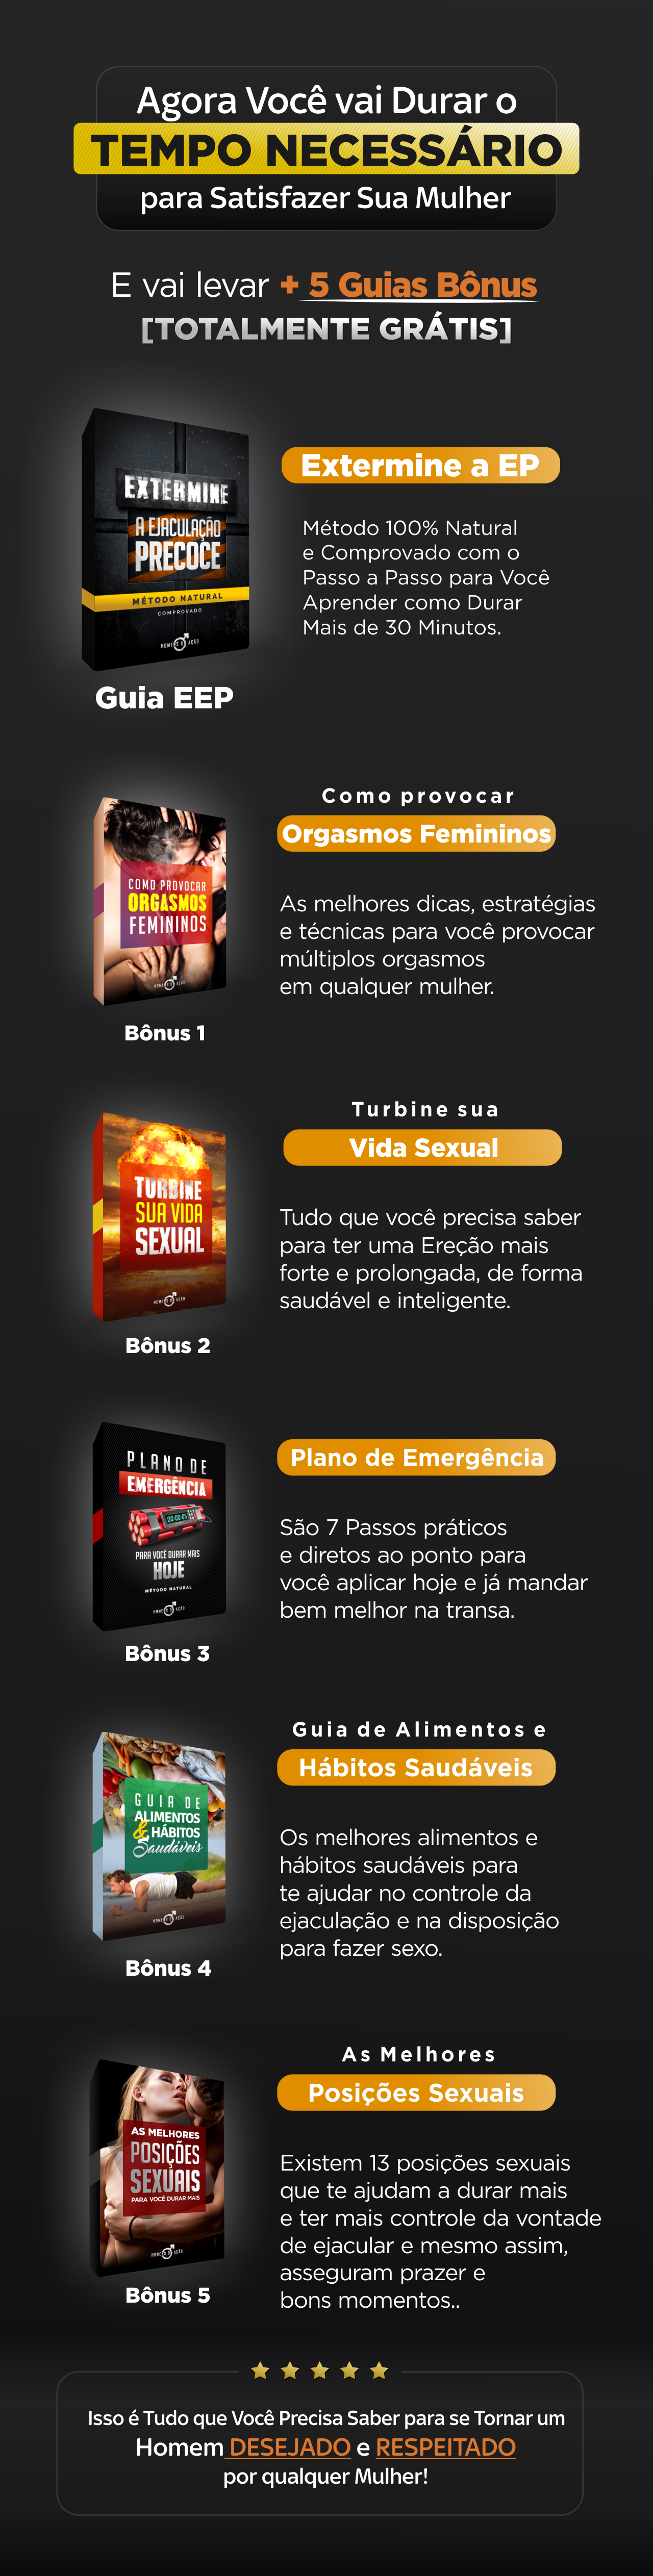 Agora Você vai Durar o
TEMPO NECESSÁRIO
para Satisfazer Sua Mulher
E vai levar + 5 Guias Bônus
[TOTALMENTE GRÁTIS]
EXTERMINE
A EJACULAÇÃO
PRECOCE
MÉTODO NATURAL
COMPROVADO
Guia EEP
Extermine a EP
Método 100% Natural
e Comprovado com o
Passo a Passo para Você
Aprender como Durar
Mais de 30 Minutos.
COMO PROVOCAR
ORGASMOS
FEMININOS
Bônus 1
Como provocar
Orgasmos Femininos
As melhores dicas, estratégias
e técnicas para você provocar
múltiplos orgasmos
em qualquer mulher.
TURBINE
SUA VIDA
SEXUAL
Bônus 2
Turbine sua
Vida Sexual
Tudo que você precisa saber
para ter uma Ereção mais
forte e prolongada, de forma
saudável e inteligente.
PLANO DE
EMERGÊNCIA
PARA VOCÊ DURAR MAIS
HOJE
MÉTODO NATURAL
Bônus 3
Plano de Emergência
São 7 Passos práticos
e diretos ao ponto para
você aplicar hoje e já mandar
bem melhor na transa.
GUIA DE
ALIMENTOS
& HÁBITOS
Saudáveis
Bônus 4
Guia de Alimentos e
Hábitos Saudáveis
Os melhores alimentos e
hábitos saudáveis para
te ajudar no controle da
ejaculação e na disposição
para fazer sexo.
AS MELHORES
POSIÇÕES
SEXUAIS
PARA VOCÊ DURAR MAIS
Bônus 5
As Melhores
Posições Sexuais
Existem 13 posições sexuais
que te ajudam a durar mais
e ter mais controle da vontade
de ejacular e mesmo assim,
asseguram prazer e
bons momentos..
Isso é Tudo que Você Precisa Saber para se Tornar um
Homem DESEJADO e RESPEITADO
por qualquer Mulher!